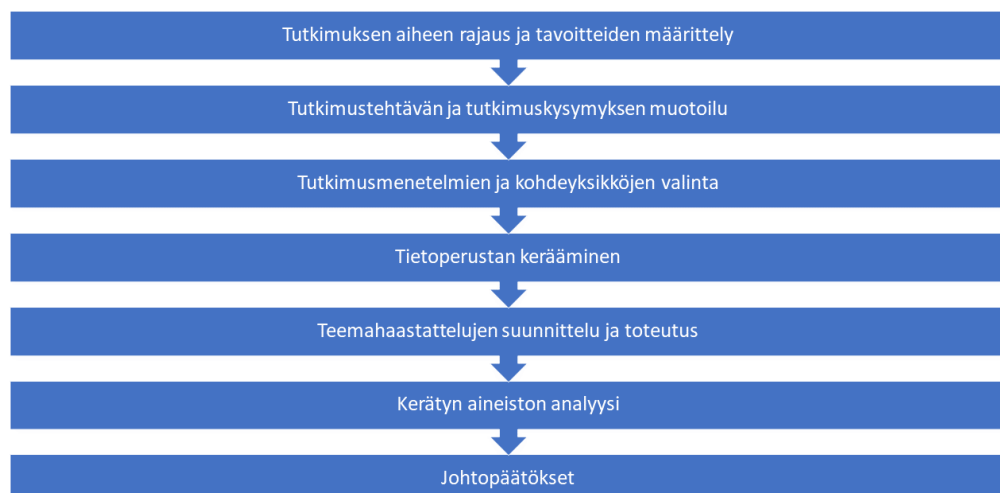 Tutkimuksen aiheen rajaus ja tavoitteiden määrittely
Tutkimustehtävän ja tutkimuskysymyksen muotoilu
Tutkimusmenetelmien ja kohdeyksikköjen valinta
Tietoperustan kerääminen
Teemahaastattelujen suunnittelu ja toteutus
Kerätyn aineiston analyysi
Johtopäätökset